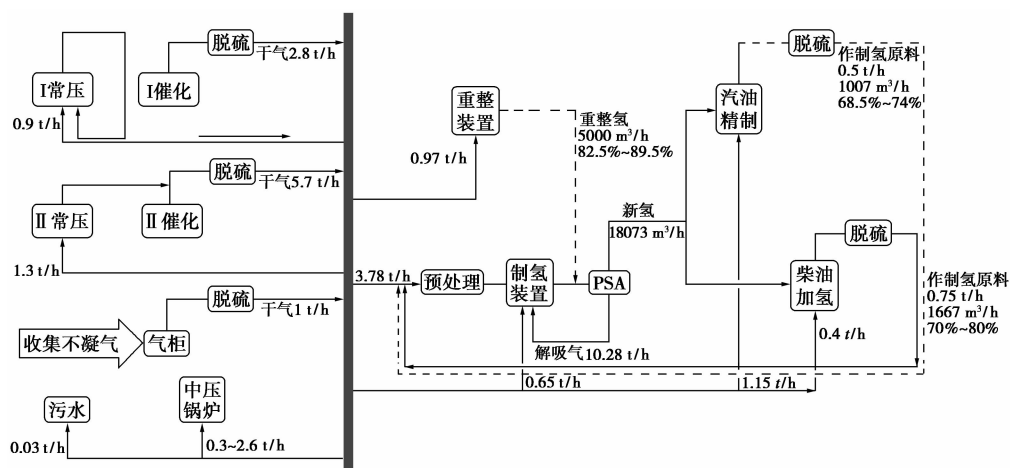 脱硫
干气2.8 t/h
Ⅰ常压
Ⅰ催化
0.9 t/h
脱硫
干气5.7 t/h
Ⅱ常压
Ⅱ催化
1.3 t/h
脱硫
干气1 t/h
收集不凝气
气柜
污水
中压
锅炉
0.03 t/h
0.3~2.6 t/h
重整
装置
0.97 t/h
重整氢
5000 m³/h
82.5%~89.5%
3.78 t/h
预处理
制氢
装置
PSA
新氢
18073 m³/h
解吸气10.28 t/h
0.65 t/h
1.15 t/h
汽油
精制
脱硫
作制氢原料
0.5 t/h
1007 m³/h
68.5%~74%
脱硫
柴油
加氢
0.4 t/h
作制氢原料
0.75 t/h
1667 m³/h
70%~80%